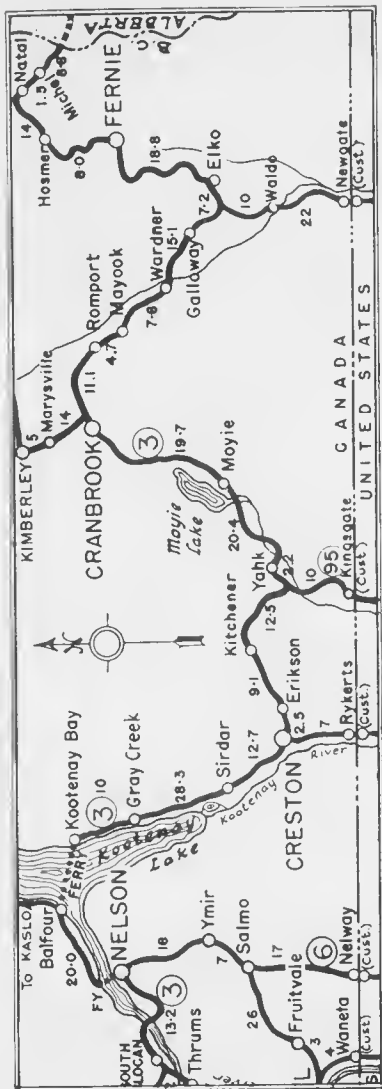 ALBERTA
B.C.
Natal
1.5
Michel
14
Hosmer
8.0
FERNIE
18.8
Elko
7.2
10
Waldo
22
Newgate
(Cust.)
Galloway
15.1
Wardner
7.6
Mayook
4.7
Romport
11.1
KIMBERLEY
5
Marysville
14
CRANBROOK
3
19.7
Moyie
Moyie
Lake
20.4
Yahk
2.2
10
95
Kingsgate
(Cust.)
CANADA
UNITED STATES
Kitchener
12.5
9.1
Erikson
2.5
CRESTON
7
Rykerts
(Cust.)
River
Kootenay
12.7
Sirdar
28.3
Gray Creek
3
10
Kootenay Bay
Kootenay
Lake
FERRY
Balfour
TO KASLO
20.0
NELSON
FY
3
13.2
SOUTH
SLOCAN
Thrums
18
Ymir
7
Salmo
17
6
Nelway
(Cust.)
26
Fruitvale
3
4
Waneta
(Cust.)
N